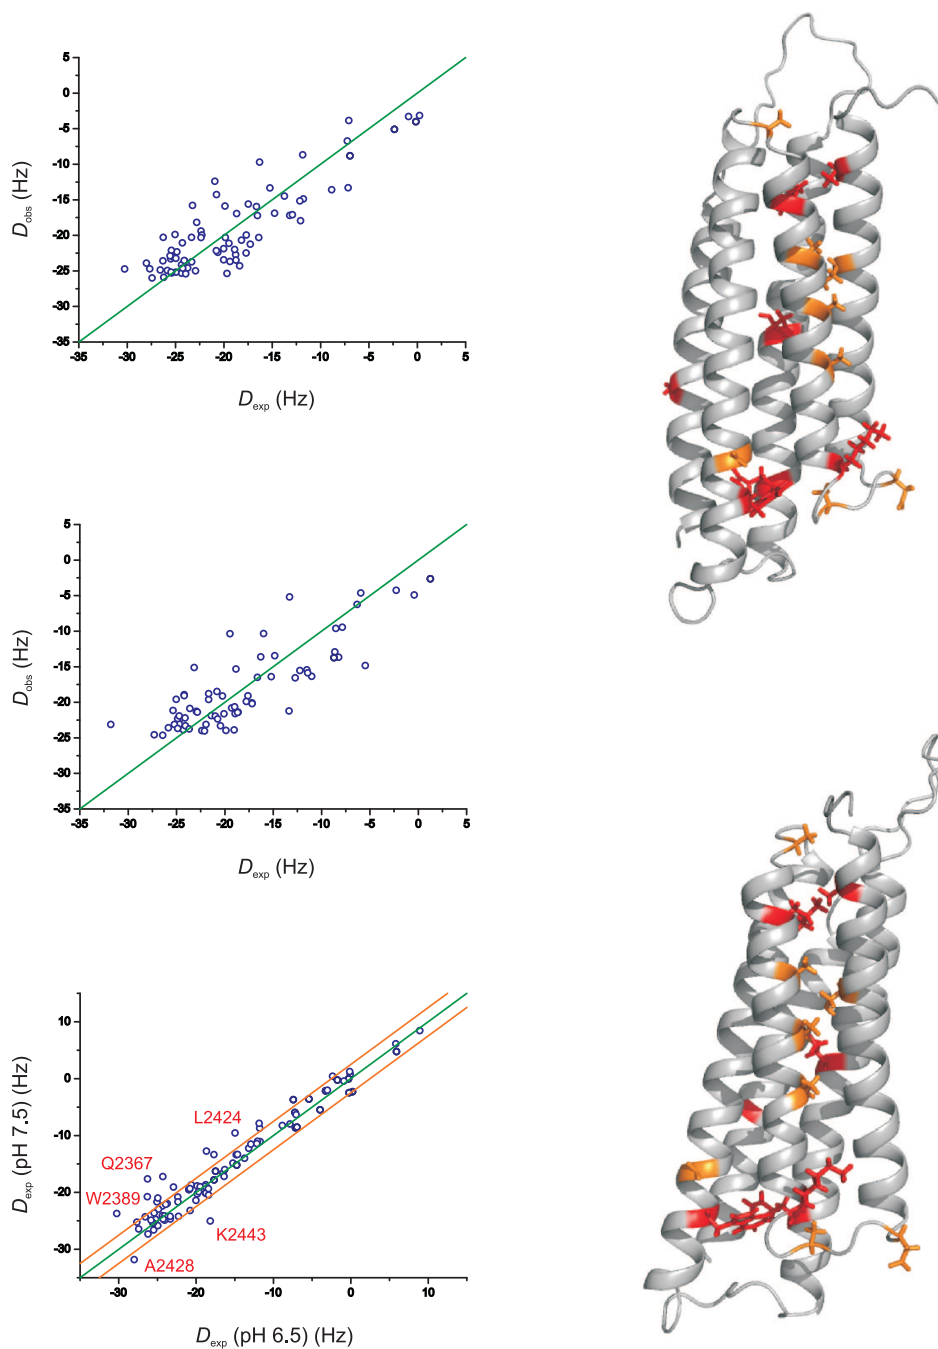 5
0
-5
-10
-15
-20
-25
-30
-35
-35 -30 -25 -20 -15 -10 -5 0 5
D_obs (Hz)
D_exp (Hz)
5
0
-5
-10
-15
-20
-25
-30
-35
-35 -30 -25 -20 -15 -10 -5 0 5
D_obs (Hz)
D_exp (Hz)
10
0
-10
-20
-30
-30 -20 -10 0 10
D_exp (pH 7.5) (Hz)
L2424
Q2367
W2389
K2443
A2428
D_exp (pH 6.5) (Hz)